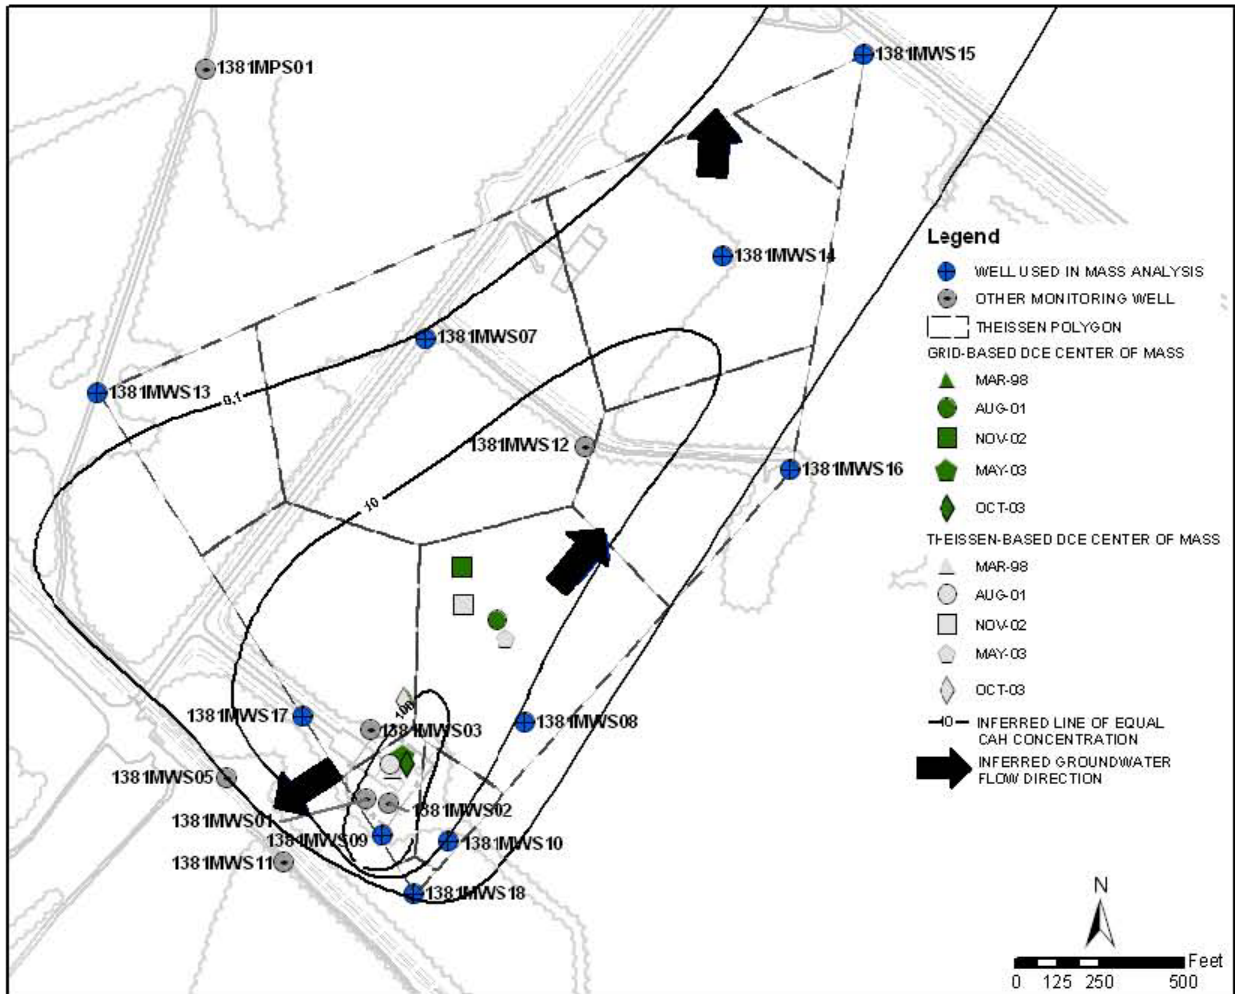 1381MWS15
1381MPS01
1381MWS14
1381MWS07
1381MWS13
0.1
1381MWS12
1381MWS16
10
1381MWS17
100
1381MWS03
1381MWS08
1381MWS05
1381MWS02
1381MWS01
1381MWS09
1381MWS10
1381MWS11
1381MWS18
Legend
WELL USED IN MASS ANALYSIS
OTHER MONITORING WELL
THEISSEN POLYGON
GRID-BASED DCE CENTER OF MASS
MAR-98
AUG-01
NOV-02
MAY-03
OCT-03
THEISSEN-BASED DCE CENTER OF MASS
MAR-98
AUG-01
NOV-02
MAY-03
OCT-03
10 INFERRED LINE OF EQUAL
CAH CONCENTRATION
INFERRED GROUNDWATER
FLOW DIRECTION
N
Feet
0 125 250 500